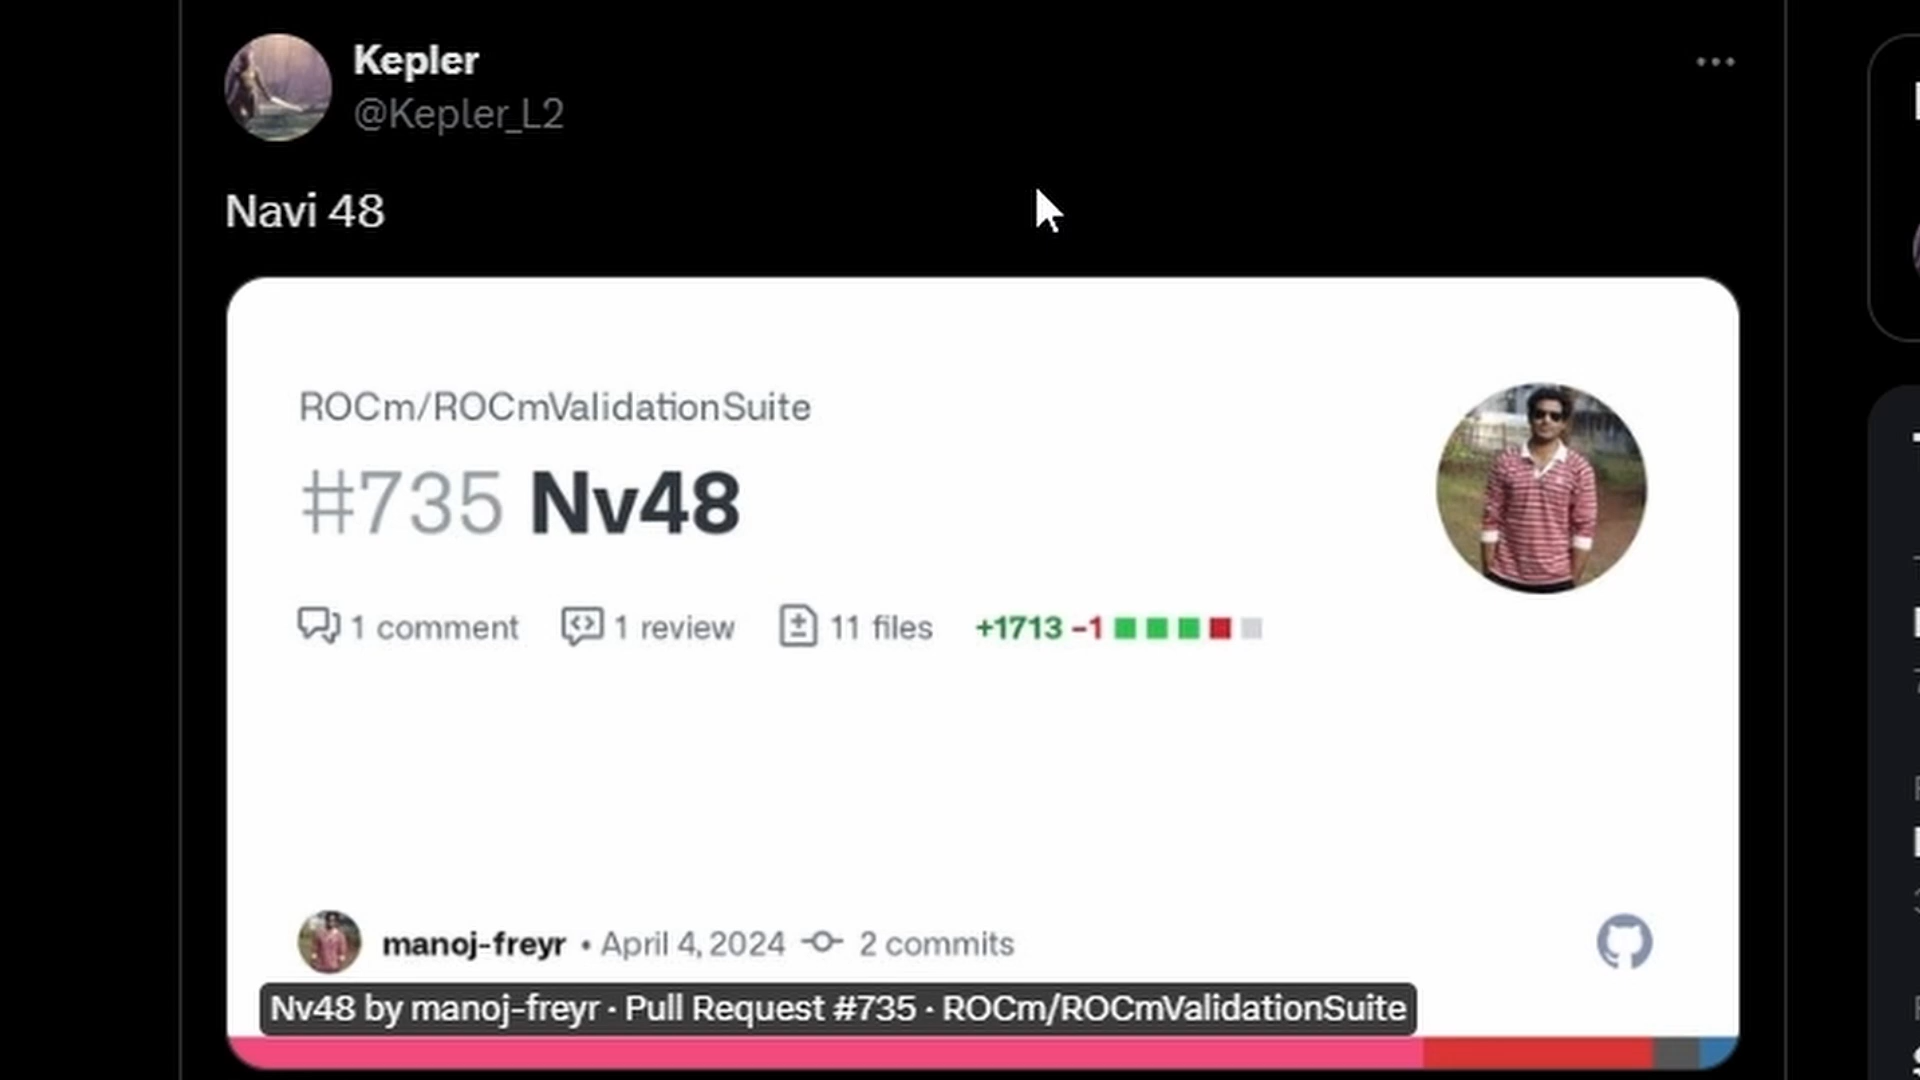 Kepler
@Kepler_L2
Navi 48
ROCm/ROCmValidationSuite
#735 Nv48
1 comment 1 review 11 files +1713 -1
manoj-freyr • April 4, 2024 2 commits
Nv48 by manoj-freyr · Pull Request #735 · ROCm/ROCmValidationSuite